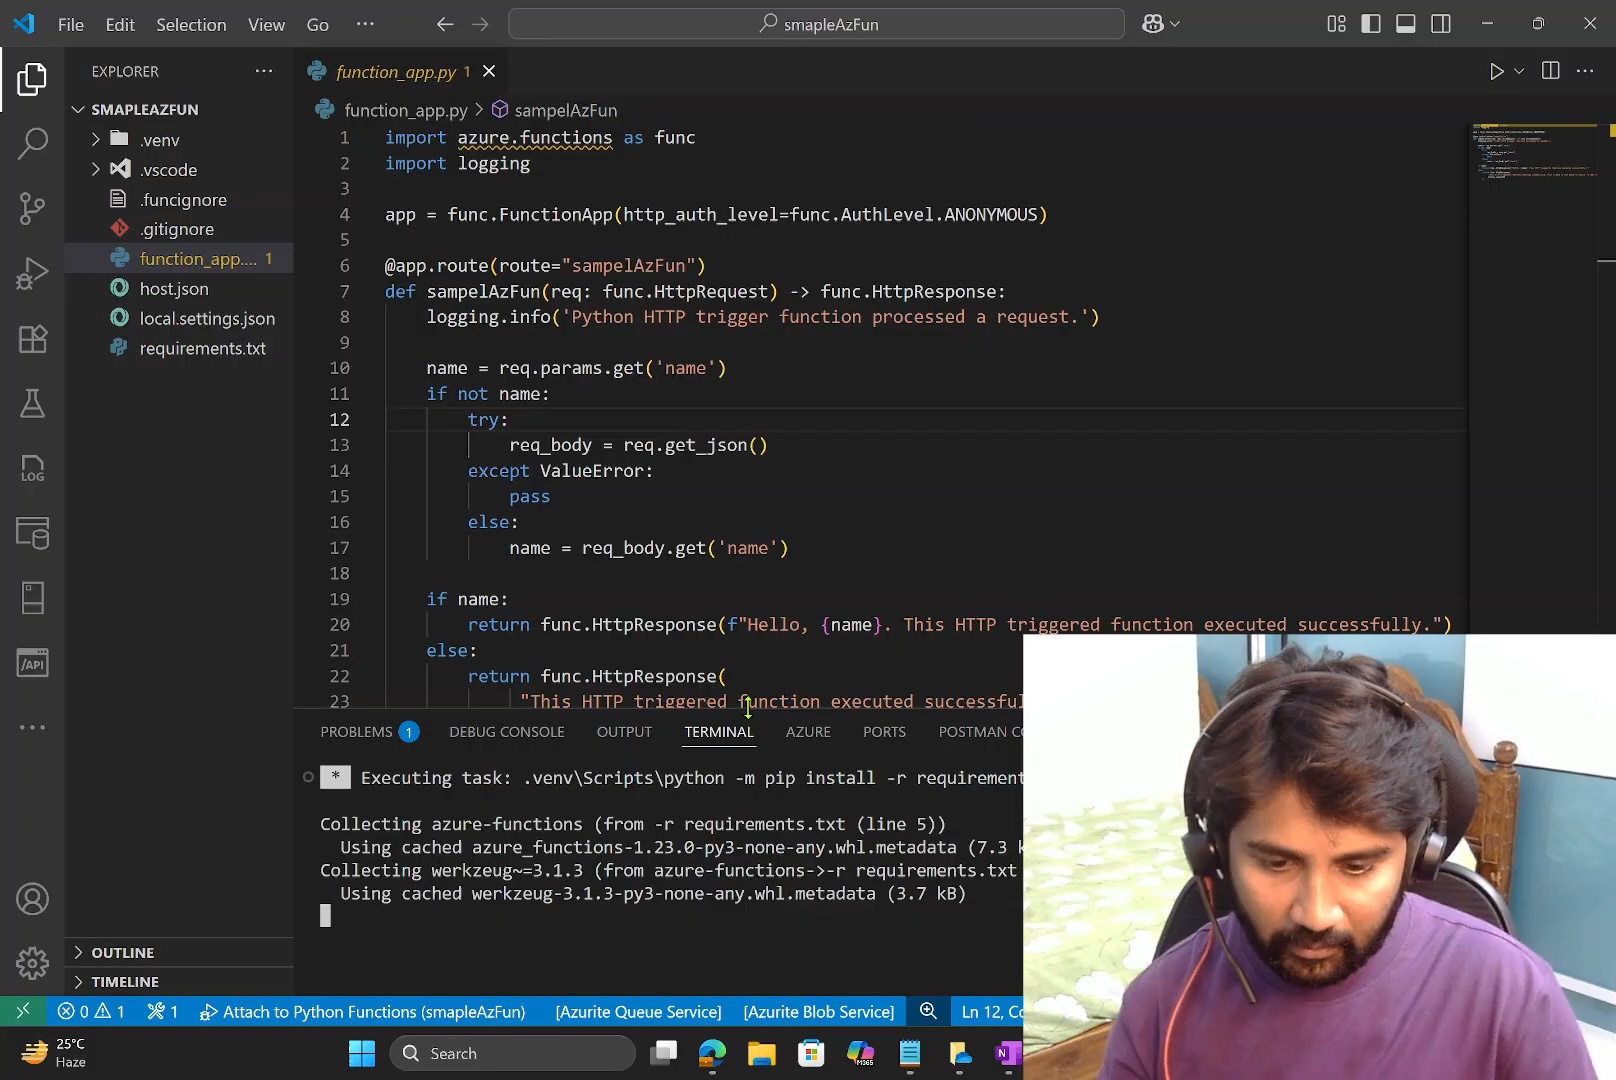 File Edit Selection View Go ...
smapleAzFun
EXPLORER
SMAPLEAZFUN
.venv
.vscode
.funcignore
.gitignore
function_app.... 1
host.json
local.settings.json
requirements.txt
OUTLINE
TIMELINE
function_app.py 1
function_app.py > sampelAzFun
1 import azure.functions as func
2 import logging
3
4 app = func.FunctionApp(http_auth_level=func.AuthLevel.ANONYMOUS)
5
6 @app.route(route="sampelAzFun")
7 def sampelAzFun(req: func.HttpRequest) -> func.HttpResponse:
8 logging.info('Python HTTP trigger function processed a request.')
9
10 name = req.params.get('name')
11 if not name:
12 try:
13 req_body = req.get_json()
14 except ValueError:
15 pass
16 else:
17 name = req_body.get('name')
18
19 if name:
20 return func.HttpResponse(f"Hello, {name}. This HTTP triggered function executed successfully.")
21 else:
22 return func.HttpResponse(
23 "This HTTP triggered function executed successful
PROBLEMS 1 DEBUG CONSOLE OUTPUT TERMINAL AZURE PORTS POSTMAN CO
* Executing task: .venv\Scripts\python -m pip install -r requirement
Collecting azure-functions (from -r requirements.txt (line 5))
Using cached azure_functions-1.23.0-py3-none-any.whl.metadata (7.3 k
Collecting werkzeug~=3.1.3 (from azure-functions->-r requirements.txt
Using cached werkzeug-3.1.3-py3-none-any.whl.metadata (3.7 kB)
LOG
/API
0 1 1 Attach to Python Functions (smapleAzFun) [Azurite Queue Service] [Azurite Blob Service] Ln 12, Co
25°C
Haze
Search
M365
N